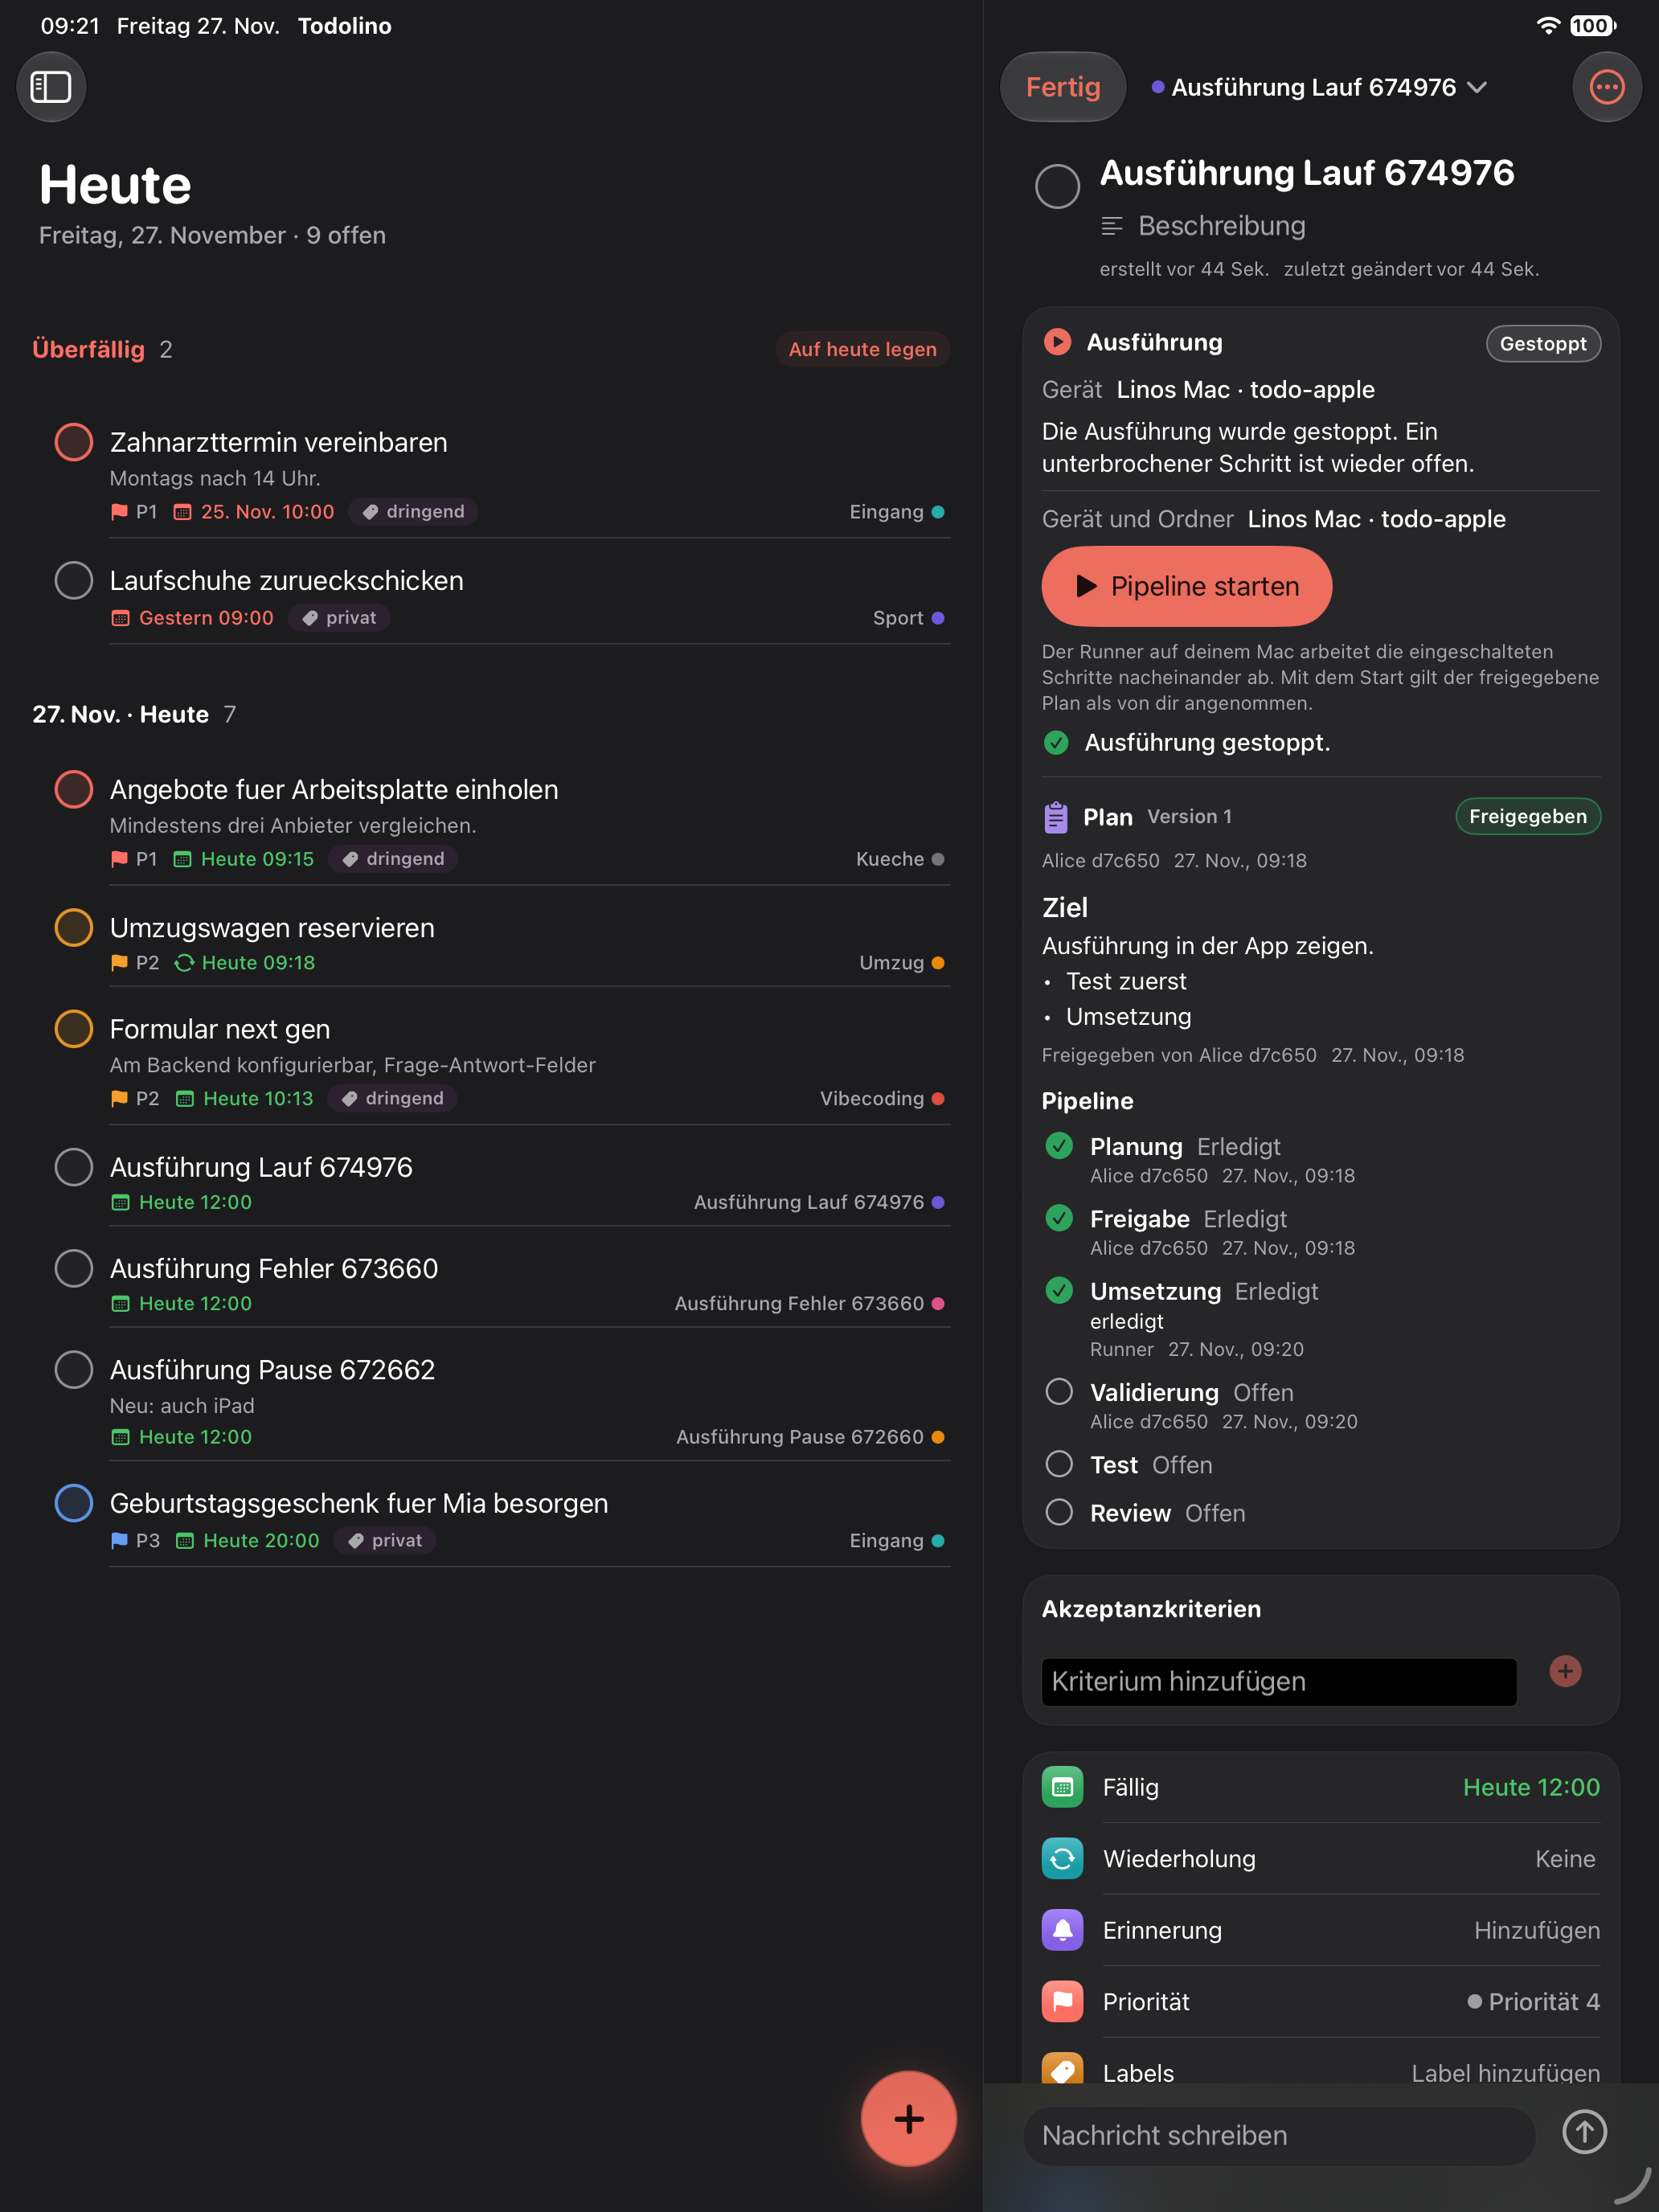 09:21 Freitag 27. Nov. Todolino
100
Heute
Freitag, 27. November · 9 offen
Überfällig 2
Auf heute legen
Zahnarzttermin vereinbaren
Montags nach 14 Uhr.
P1 25. Nov. 10:00 dringend Eingang
Laufschuhe zurueckschicken
Gestern 09:00 privat Sport
27. Nov. · Heute 7
Angebote fuer Arbeitsplatte einholen
Mindestens drei Anbieter vergleichen.
P1 Heute 09:15 dringend Kueche
Umzugswagen reservieren
P2 Heute 09:18 Umzug
Formular next gen
Am Backend konfigurierbar, Frage-Antwort-Felder
P2 Heute 10:13 dringend Vibecoding
Ausführung Lauf 674976
Heute 12:00 Ausführung Lauf 674976
Ausführung Fehler 673660
Heute 12:00 Ausführung Fehler 673660
Ausführung Pause 672662
Neu: auch iPad
Heute 12:00 Ausführung Pause 672660
Geburtstagsgeschenk fuer Mia besorgen
P3 Heute 20:00 privat Eingang
Fertig
Ausführung Lauf 674976
Ausführung Lauf 674976
Beschreibung
erstellt vor 44 Sek. zuletzt geändert vor 44 Sek.
Ausführung
Gestoppt
Gerät Linos Mac · todo-apple
Die Ausführung wurde gestoppt. Ein
unterbrochener Schritt ist wieder offen.
Gerät und Ordner Linos Mac · todo-apple
Pipeline starten
Der Runner auf deinem Mac arbeitet die eingeschalteten
Schritte nacheinander ab. Mit dem Start gilt der freigegebene
Plan als von dir angenommen.
Ausführung gestoppt.
Plan Version 1
Freigegeben
Alice d7c650 27. Nov., 09:18
Ziel
Ausführung in der App zeigen.
• Test zuerst
• Umsetzung
Freigegeben von Alice d7c650 27. Nov., 09:18
Pipeline
Planung Erledigt
Alice d7c650 27. Nov., 09:18
Freigabe Erledigt
Alice d7c650 27. Nov., 09:18
Umsetzung Erledigt
erledigt
Runner 27. Nov., 09:20
Validierung Offen
Alice d7c650 27. Nov., 09:20
Test Offen
Review Offen
Akzeptanzkriterien
Kriterium hinzufügen
Fällig Heute 12:00
Wiederholung Keine
Erinnerung Hinzufügen
Priorität Priorität 4
Labels Label hinzufügen
Nachricht schreiben